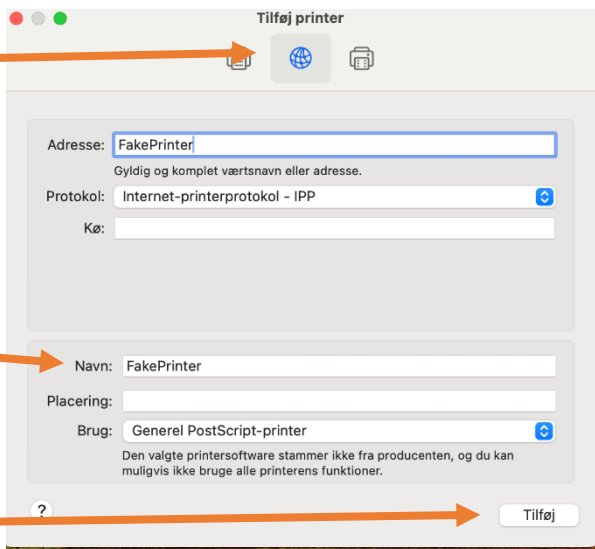 Tilføj printer
Adresse: FakePrinter
Gyldig og komplet værtsnavn eller adresse.
Protokol: Internet-printerprotokol - IPP
Kø:
Navn: FakePrinter
Placering:
Brug: Generel PostScript-printer
Den valgte printersoftware stammer ikke fra producenten, og du kan
muligvis ikke bruge alle printerens funktioner.
? Tilføj